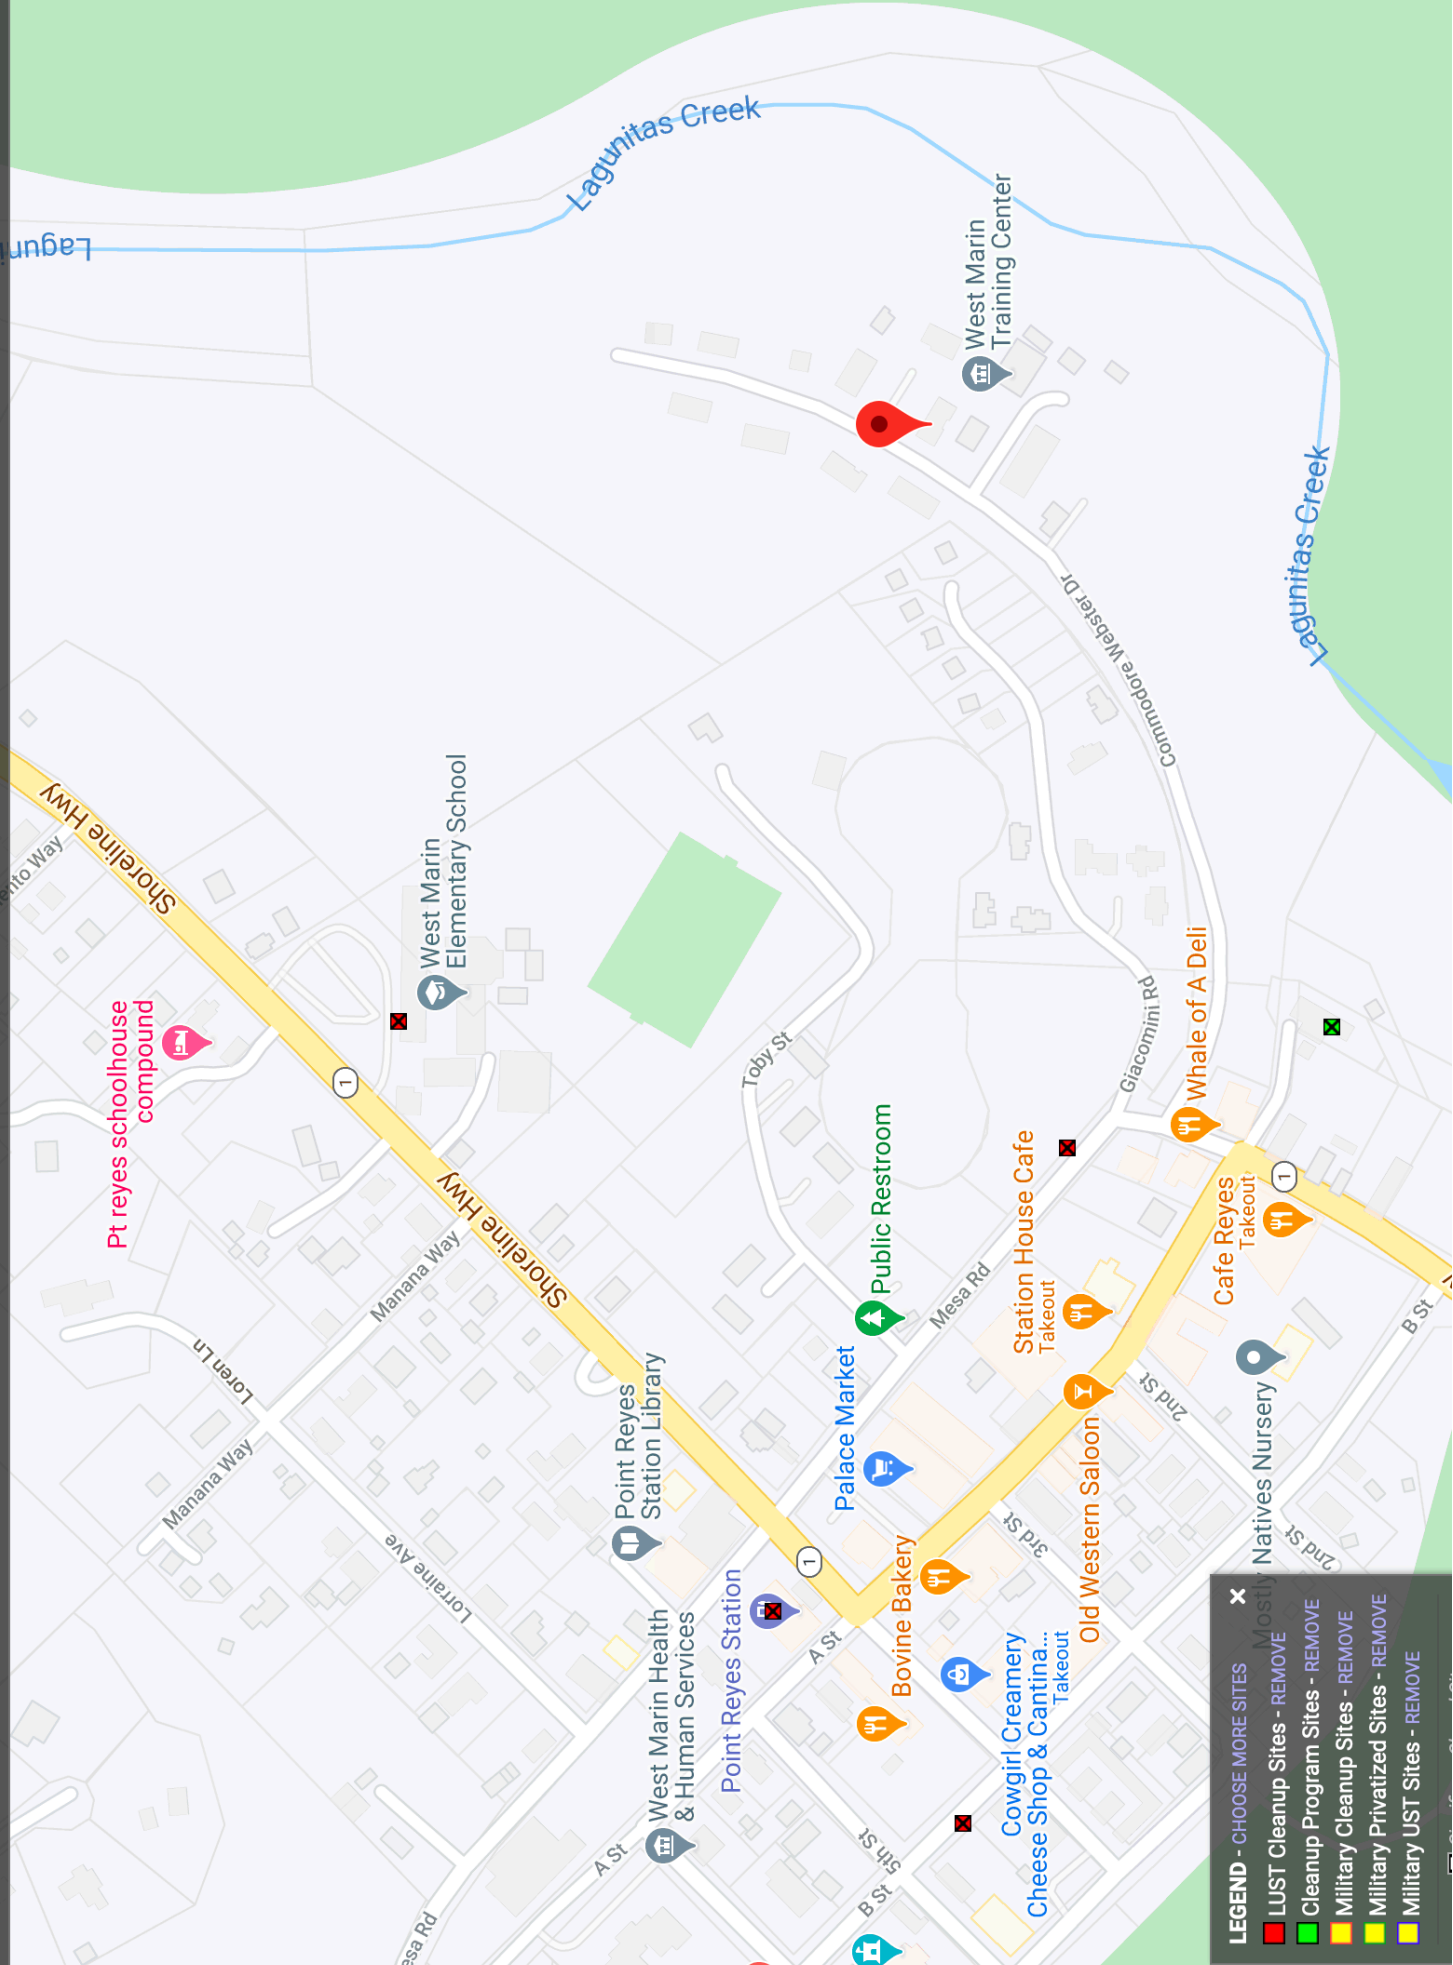 Lagunitas Creek
West Marin
Training Center
Lagunitas Creek
Commodore Webster Dr
Shoreline Hwy
West Marin
Elementary School
Pt reyes schoolhouse
compound
1
Toby St
Giacomini Rd
Whale of A Deli
Public Restroom
Station House Cafe
Takeout
Cafe Reyes
Takeout
1
Shoreline Hwy
Manana Way
Mesa Rd
B St
Loren Ln
Point Reyes
Station Library
Palace Market
2nd St
Manana Way
Old Western Saloon
Mostly Natives Nursery
3rd St
2nd St
Lorraine Ave
1
Bovine Bakery
West Marin Health
& Human Services
Point Reyes Station
A St
Cowgirl Creamery
Cheese Shop & Cantina...
Takeout
A St
5th St
B St
LEGEND - CHOOSE MORE SITES
LUST Cleanup Sites - REMOVE
Cleanup Program Sites - REMOVE
Military Cleanup Sites - REMOVE
Military Privatized Sites - REMOVE
Military UST Sites - REMOVE